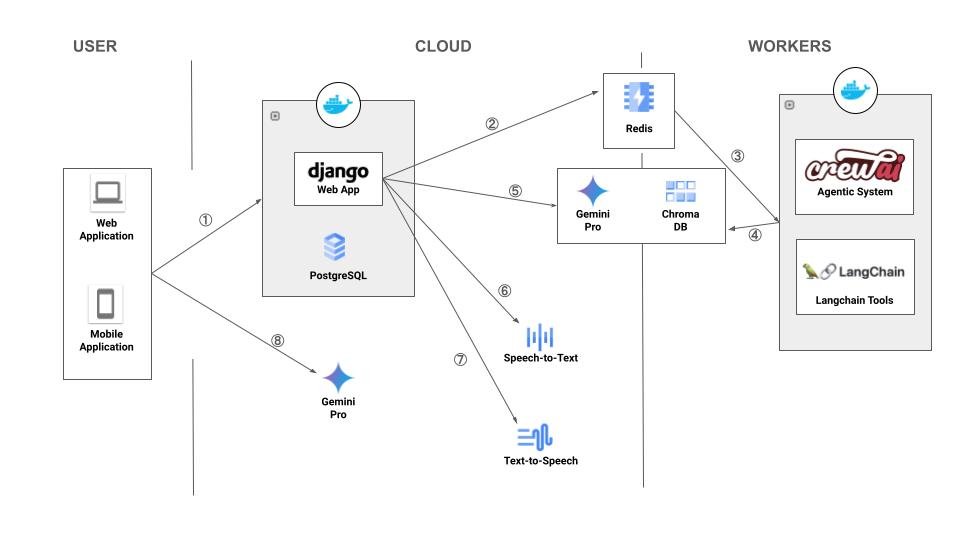 USER
CLOUD
WORKERS
Web
Application
Mobile
Application
①
django
Web App
PostgreSQL
②
Redis
③
④
⑤
Gemini
Pro
Chroma
DB
⑥
Speech-to-Text
⑦
Text-to-Speech
⑧
Gemini
Pro
crewai
Agentic System
LangChain
Langchain Tools